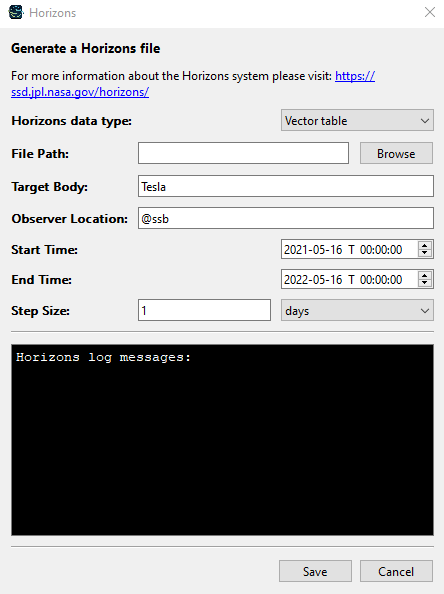 Horizons
Generate a Horizons file
For more information about the Horizons system please visit: https://
ssd.jpl.nasa.gov/horizons/
Horizons data type: Vector table
File Path: Browse
Target Body: Tesla
Observer Location: @ssb
Start Time: 2021-05-16 T 00:00:00
End Time: 2022-05-16 T 00:00:00
Step Size: 1 days
Horizons log messages:
Save Cancel